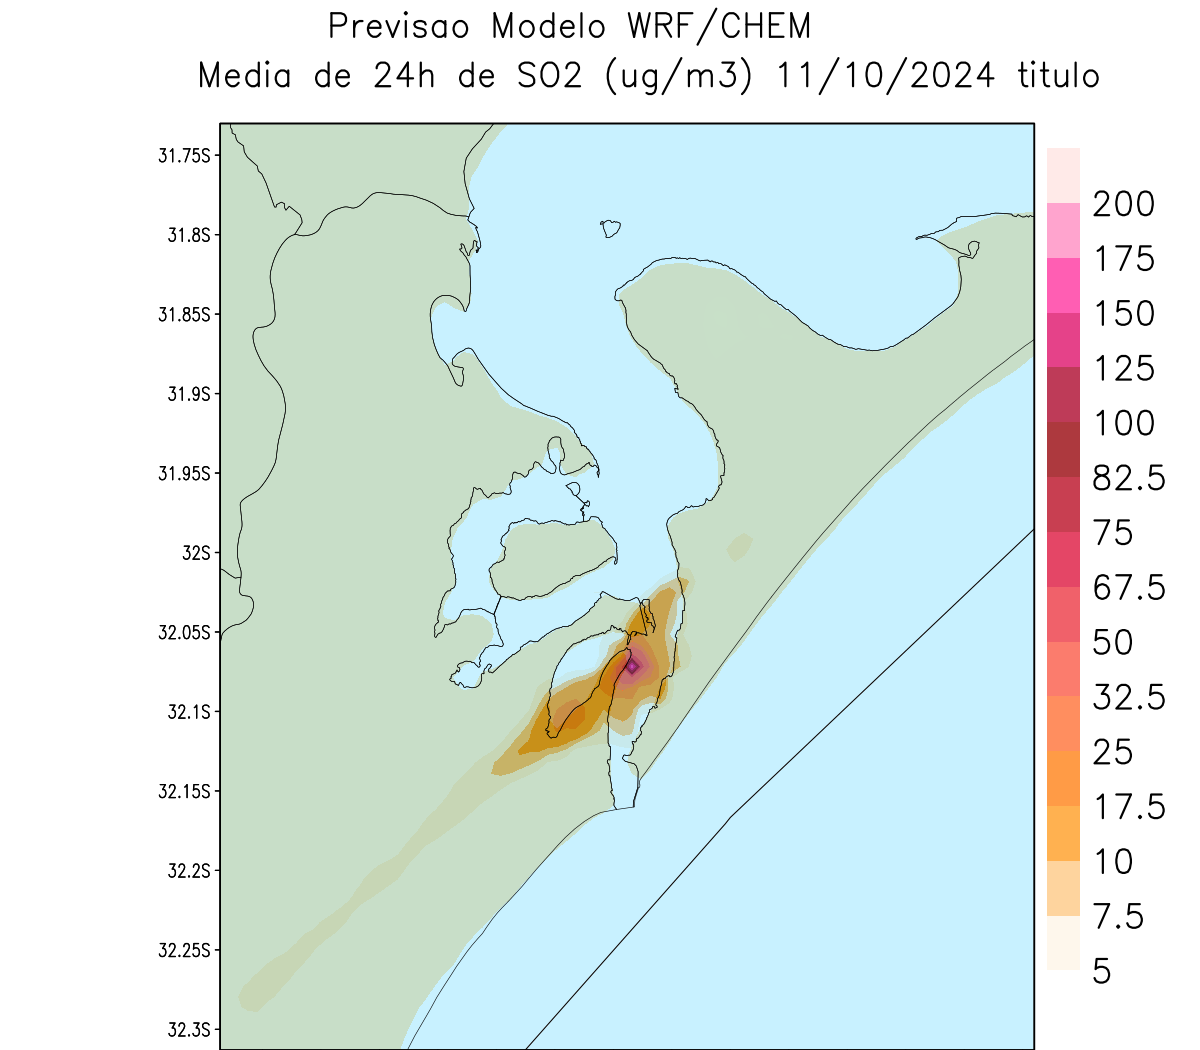 Previsao Modelo WRF/CHEM
Media de 24h de SO2 (ug/m3) 11/10/2024 titulo
31.75S
31.8S
31.85S
31.9S
31.95S
32S
32.05S
32.1S
32.15S
32.2S
32.25S
32.3S
200
175
150
125
100
82.5
75
67.5
50
32.5
25
17.5
10
7.5
5